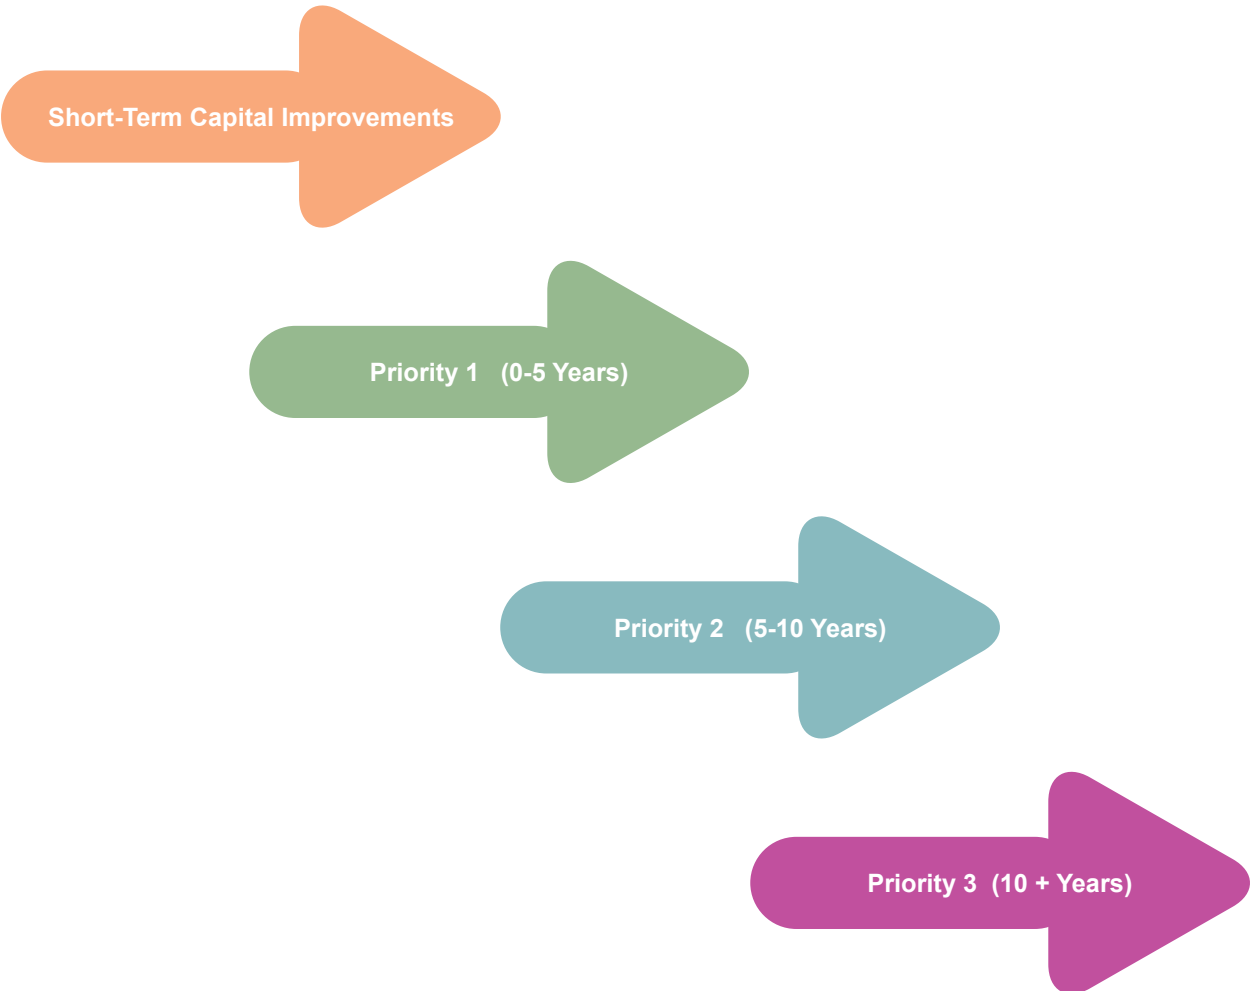 Short-Term Capital Improvements
Priority 1   (0-5 Years)
Priority 2   (5-10 Years)
Priority 3  (10 + Years)